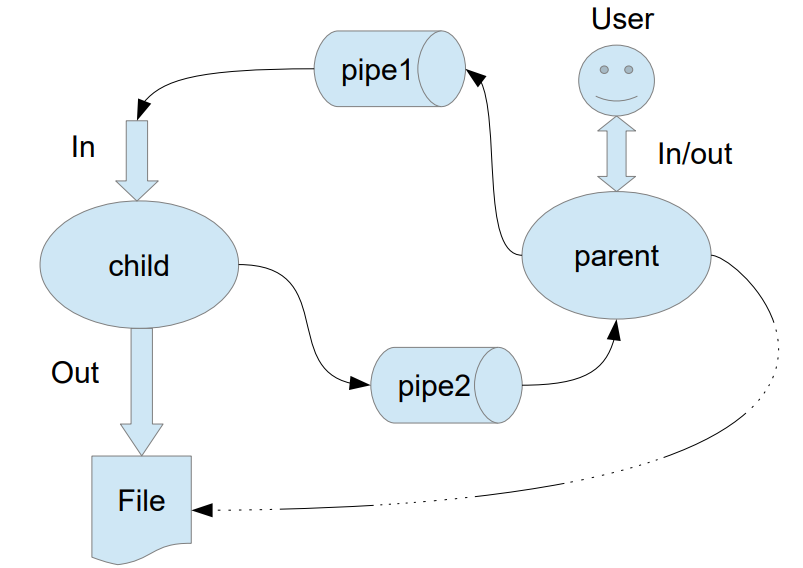 User
pipe1
In
In/out
child
parent
Out
pipe2
File